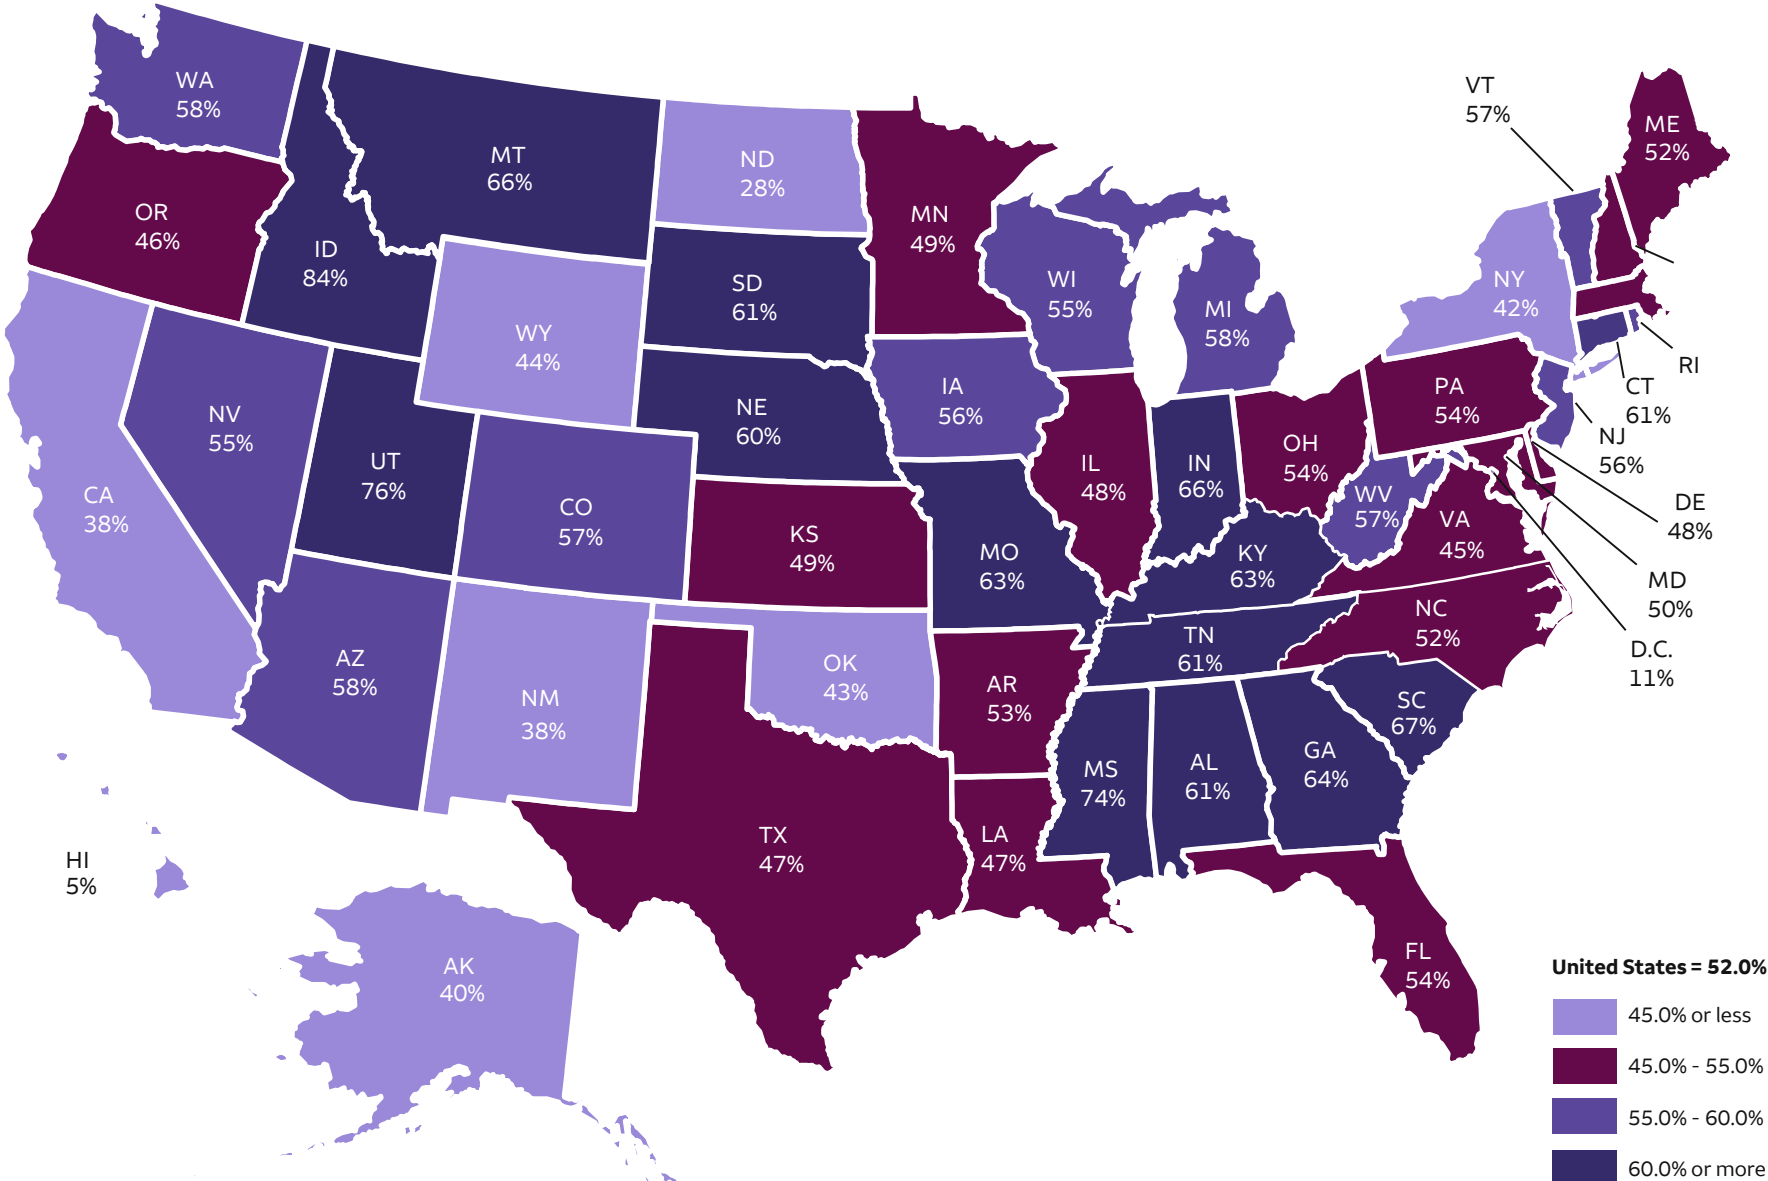 WA
58%
OR
46%
CA
38%
NV
55%
ID
84%
MT
66%
WY
44%
UT
76%
AZ
58%
CO
57%
NM
38%
ND
28%
SD
61%
NE
60%
KS
49%
OK
43%
TX
47%
MN
49%
IA
56%
MO
63%
AR
53%
LA
47%
WI
55%
IL
48%
MI
58%
IN
66%
OH
54%
KY
63%
TN
61%
MS
74%
AL
61%
GA
64%
FL
54%
SC
67%
NC
52%
VA
45%
WV
57%
PA
54%
NY
42%
VT
57%
ME
52%
RI
CT
61%
NJ
56%
DE
48%
MD
50%
D.C.
11%
HI
5%
AK
40%
United States = 52.0%
45.0% or less
45.0% - 55.0%
55.0% - 60.0%
60.0% or more